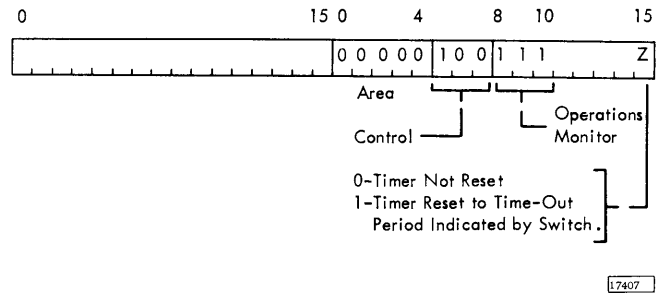 0 15 0 4 8 10 15
0 0 0 0 0 1 0 0 1 1 1 Z
Area
Control
Operations
Monitor
0-Timer Not Reset
1-Timer Reset to Time-Out
Period Indicated by Switch.
17407